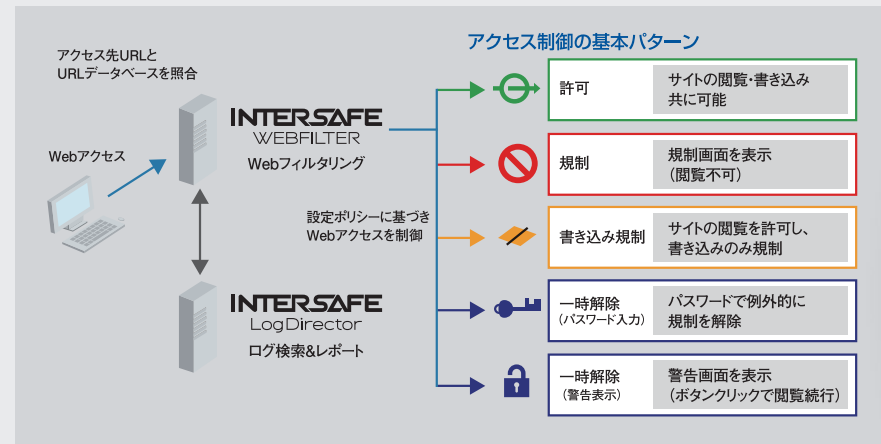 アクセス制御の基本パターン
アクセス先URLと
URLデータベースを照合
Webアクセス
INTERSAFE
WEBFILTER
Webフィルタリング
設定ポリシーに基づき
Webアクセスを制御
INTERSAFE
LogDirector
ログ検索&レポート
許可
サイトの閲覧・書き込み
共に可能
規制
規制画面を表示
(閲覧不可)
書き込み規制
サイトの閲覧を許可し、
書き込みのみ規制
一時解除
(パスワード入力)
パスワードで例外的に
規制を解除
一時解除
(警告表示)
警告画面を表示
(ボタンクリックで閲覧続行)